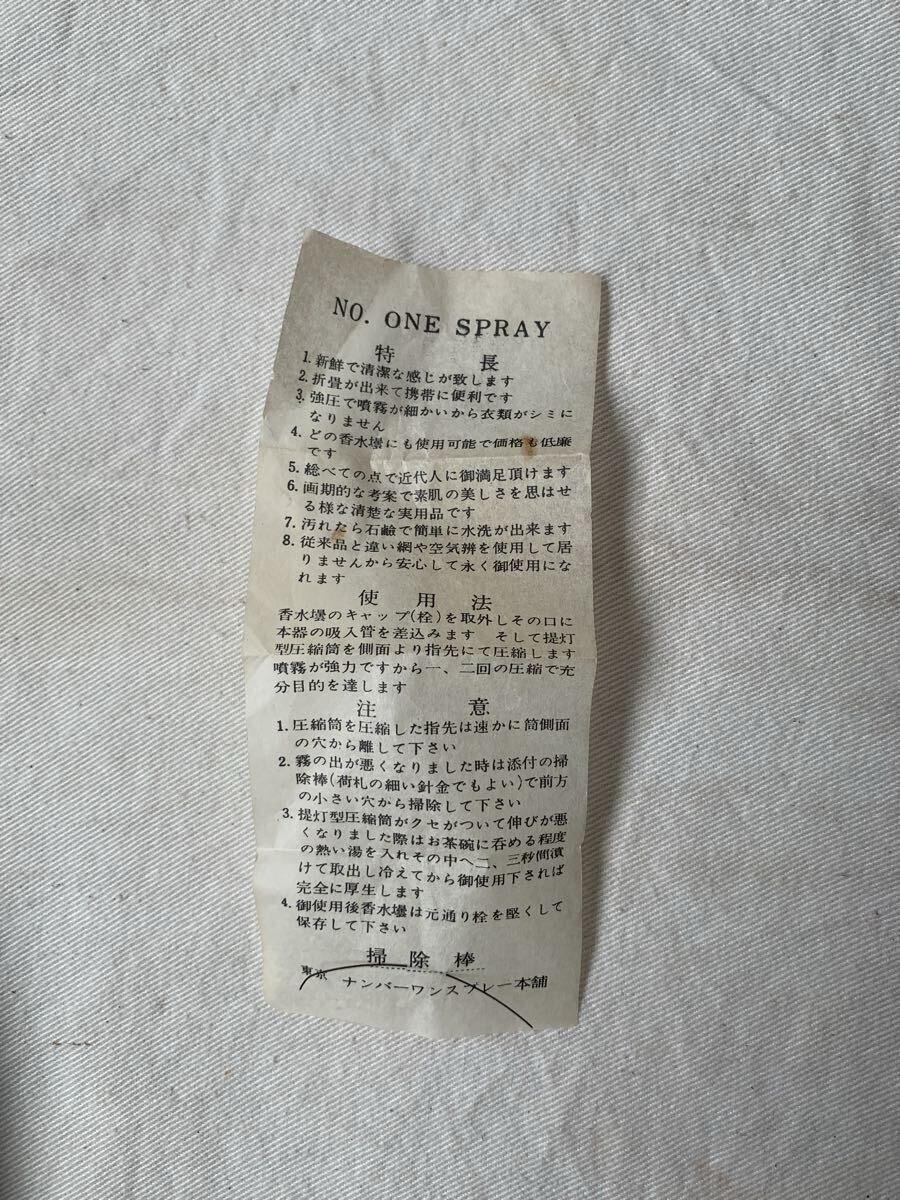 NO. ONE SPRAY
特長
1. 新鮮で清潔な感じが致します
2. 折畳が出来て携帯に便利です
3. 強圧で噴霧が細かいから衣類がシミに
なりません
4. どの香水壜にも使用可能で価格も低廉
です
5. 総べての点で近代人に御満足頂けます
6. 画期的な考案で素肌の美しさを思はせ
る様な清楚な実用品です
7. 汚れたら石鹼で簡単に水洗が出来ます
8. 従来品と違い網や空気辨を使用して居
りませんから安心して永く御使用にな
れます
使用法
香水壜のキャップ(栓)を取外しその口に
本器の吸入管を差込みます そして提灯
型圧縮筒を側面より指先にて圧縮します
噴霧が強力ですから一、二回の圧縮で充
分目的を達します
注意
1. 圧縮筒を圧縮した指先は速かに筒側面
の穴から離して下さい
2. 霧の出が悪くなりました時は添付の掃
除棒(荷札の細い針金でもよい)で前方
の小さい穴から掃除して下さい
3. 提灯型圧縮筒がクセがついて伸びが悪
くなりました際はお茶碗に呑める程度
の熱い湯を入れその中へ二、三秒間漬
けて取出し冷えてから御使用下されば
完全に厚生します
4. 御使用後香水壜は元通り栓を堅くして
保存して下さい
掃除棒
東京 ナンバーワンスプレー本舗